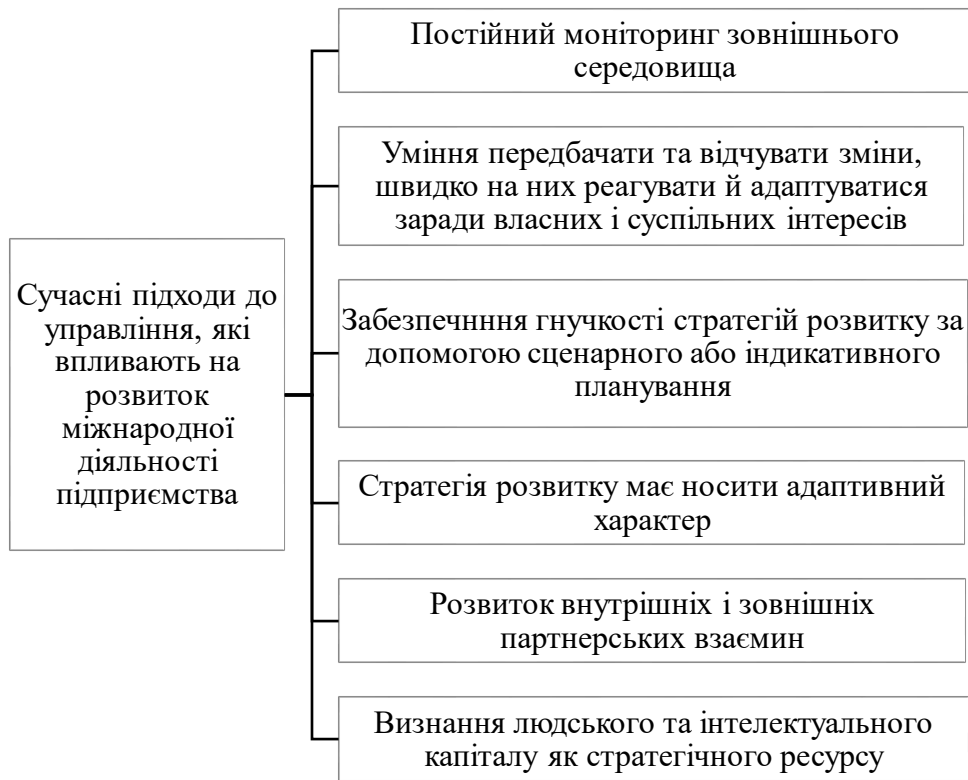 Постійний моніторинг зовнішнього
середовища
Уміння передбачати та відчувати зміни,
швидко на них реагувати й адаптуватися
заради власних і суспільних інтересів
Сучасні підходи до
управління, які
впливають на
розвиток
міжнародної
діяльності
підприємства
Забезпечнння гнучкості стратегій розвитку за
допомогою сценарного або індикативного
планування
Стратегія розвитку має носити адаптивний
характер
Розвиток внутрішніх і зовнішніх
партнерських взаємин
Визнання людського та інтелектуального
капіталу як стратегічного ресурсу